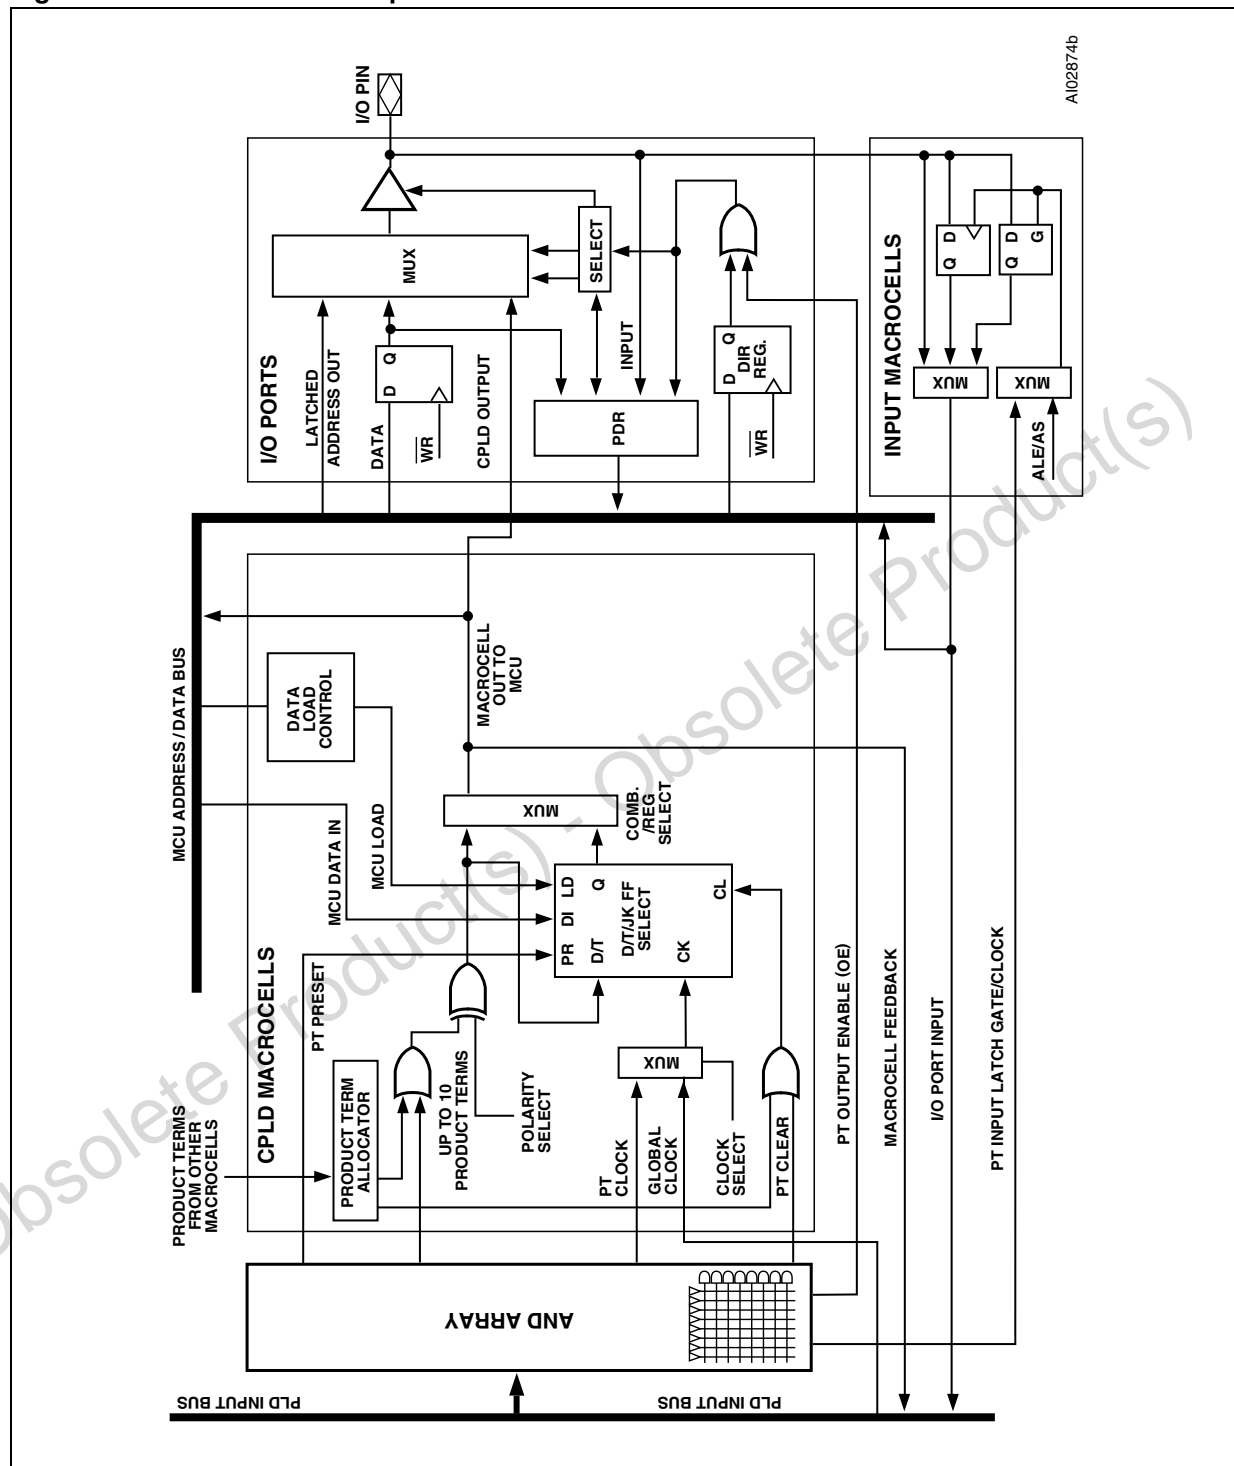 AI02874b
I/O PIN
I/O PORTS
MUX
SELECT
LATCHED
ADDRESS OUT
DATA
D Q
WR
CPLD OUTPUT
INPUT
PDR
D Q
DIR
REG.
WR
INPUT MACROCELLS
Q D
Q D
G
MUX
MUX
ALE/AS
MCU ADDRESS / DATA BUS
CPLD MACROCELLS
DATA
LOAD
CONTROL
MCU DATA IN
MCU LOAD
MACROCELL
OUT TO
MCU
MUX
COMB.
/REG
SELECT
PT PRESET
PR DI LD
D/T Q
D/T/JK FF
SELECT
CK
CL
PRODUCT TERMS
FROM OTHER
MACROCELLS
PRODUCT TERM
ALLOCATOR
UP TO 10
PRODUCT TERMS
POLARITY
SELECT
MUX
PT
CLOCK
GLOBAL
CLOCK
CLOCK
SELECT
PT CLEAR
PT OUTPUT ENABLE (OE)
MACROCELL FEEDBACK
I/O PORT INPUT
PT INPUT LATCH GATE/CLOCK
AND ARRAY
PLD INPUT BUS
PLD INPUT BUS
Obsolete Product(s) - Obsolete Product(s)